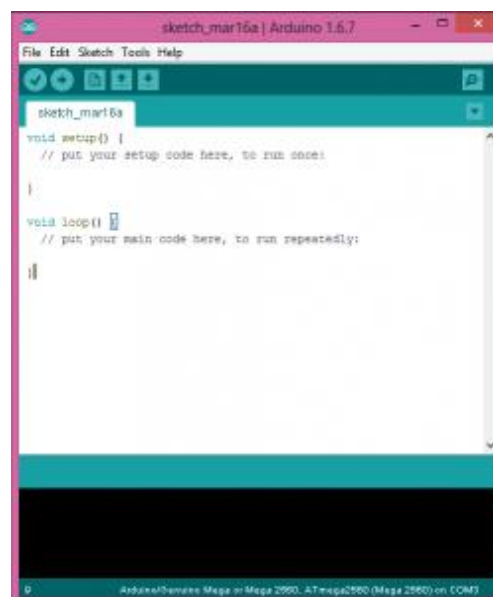 sketch_mar16a | Arduino 1.6.7
File Edit Sketch Tools Help
sketch_mar16a
void setup() {
// put your setup code here, to run once:
}
void loop() {
// put your main code here, to run repeatedly:
}
9
Arduino/Genuino Mega or Mega 2560, ATmega2560 (Mega 2560) on COM3